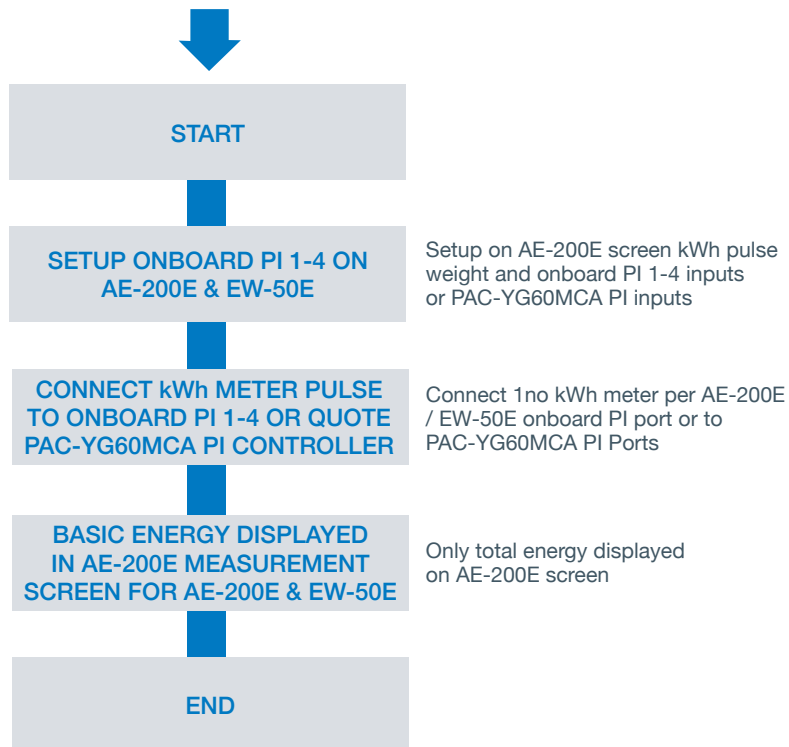 START
SETUP ONBOARD PI 1-4 ON
AE-200E & EW-50E
Setup on AE-200E screen kWh pulse
weight and onboard PI 1-4 inputs
or PAC-YG60MCA PI inputs
CONNECT kWh METER PULSE
TO ONBOARD PI 1-4 OR QUOTE
PAC-YG60MCA PI CONTROLLER
Connect 1no kWh meter per AE-200E
/ EW-50E onboard PI port or to
PAC-YG60MCA PI Ports
BASIC ENERGY DISPLAYED
IN AE-200E MEASUREMENT
SCREEN FOR AE-200E & EW-50E
Only total energy displayed
on AE-200E screen
END